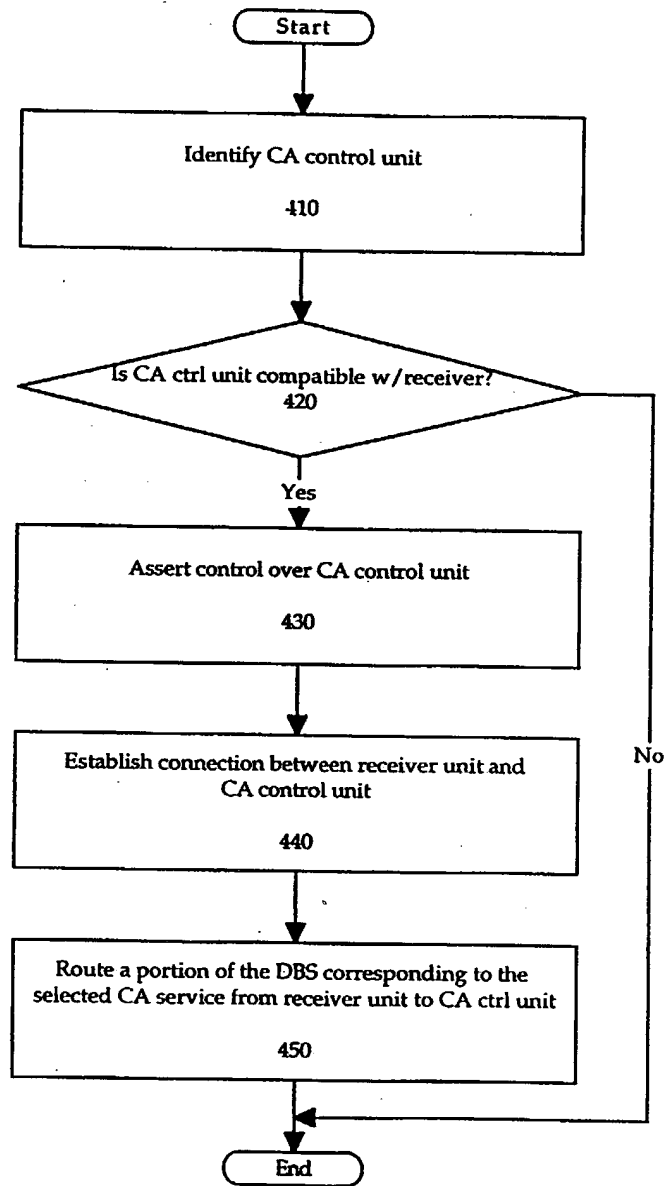 Start
Identify CA control unit
410
Is CA ctrl unit compatible w/receiver?
420
Yes
Assert control over CA control unit
430
Establish connection between receiver unit and
CA control unit
440
No
Route a portion of the DBS corresponding to the
selected CA service from receiver unit to CA ctrl unit
450
End